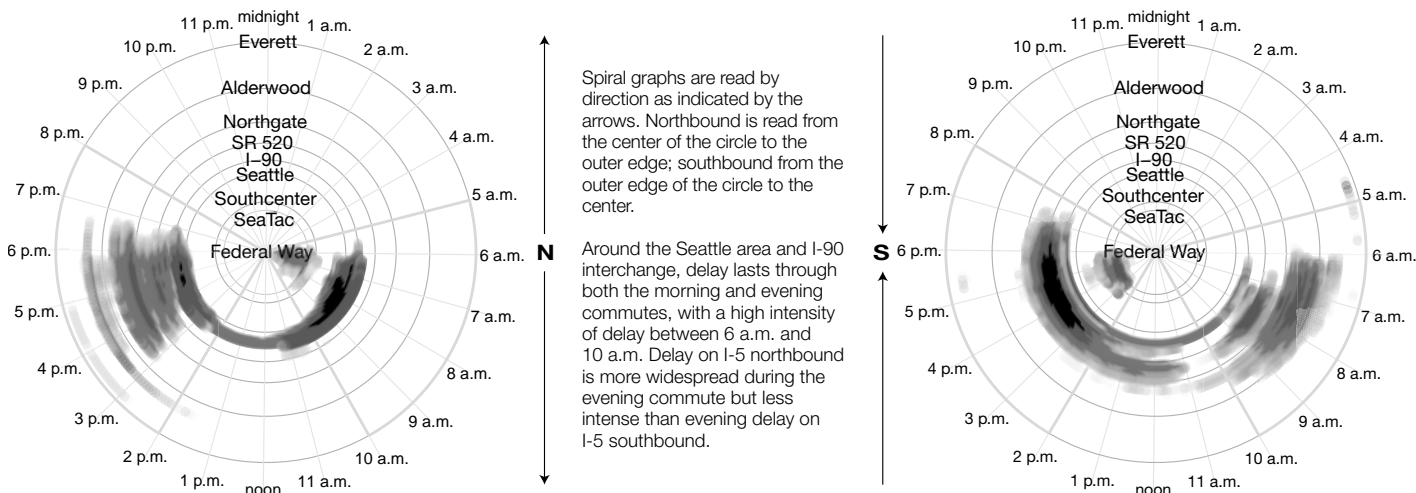 midnight
1 a.m.
2 a.m.
3 a.m.
4 a.m.
5 a.m.
6 a.m.
7 a.m.
8 a.m.
9 a.m.
10 a.m.
11 a.m.
noon
1 p.m.
2 p.m.
3 p.m.
4 p.m.
5 p.m.
6 p.m.
7 p.m.
8 p.m.
9 p.m.
10 p.m.
11 p.m.
Everett
Alderwood
Northgate
SR 520
I–90
Seattle
Southcenter
SeaTac
Federal Way
N
Spiral graphs are read by
direction as indicated by the
arrows. Northbound is read from
the center of the circle to the
outer edge; southbound from the
outer edge of the circle to the
center.
Around the Seattle area and I-90
interchange, delay lasts through
both the morning and evening
commutes, with a high intensity
of delay between 6 a.m. and
10 a.m. Delay on I-5 northbound
is more widespread during the
evening commute but less
intense than evening delay on
I-5 southbound.
S
midnight
1 a.m.
2 a.m.
3 a.m.
4 a.m.
5 a.m.
6 a.m.
7 a.m.
8 a.m.
9 a.m.
10 a.m.
11 a.m.
noon
1 p.m.
2 p.m.
3 p.m.
4 p.m.
5 p.m.
6 p.m.
7 p.m.
8 p.m.
9 p.m.
10 p.m.
11 p.m.
Everett
Alderwood
Northgate
SR 520
I–90
Seattle
Southcenter
SeaTac
Federal Way